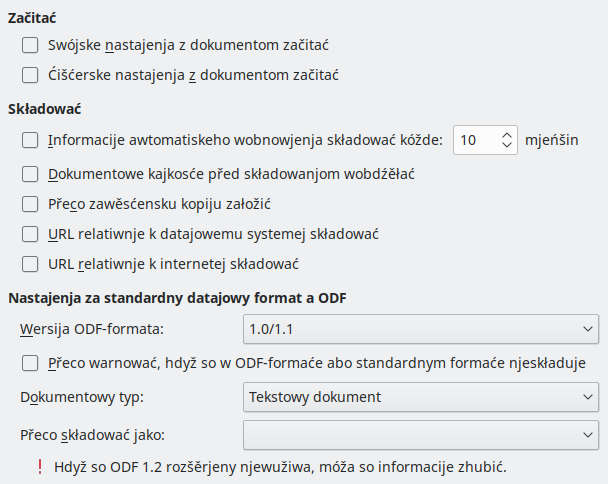 Začitać
Swójske nastajenja z dokumentom začitać
Ćišćerske nastajenja z dokumentom začitać
Składować
Informacije awtomatiskeho wobnowjenja składować kóžde: 10 mjeńšin
Dokumentowe kajkosće před składowanjom wobdźěłać
Přeco zawěsćensku kopiju założić
URL relatiwnje k datajowemu systemej składować
URL relatiwnje k internetej składować
Nastajenja za standardny datajowy format a ODF
Wersija ODF-formata: 1.0/1.1
Přeco warnować, hdyž so w ODF-formaće abo standardnym formaće njeskładuje
Dokumentowy typ: Tekstowy dokument
Přeco składować jako:
! Hdyž so ODF 1.2 rozšěrjeny njewužiwa, móža so informacije zhubić.